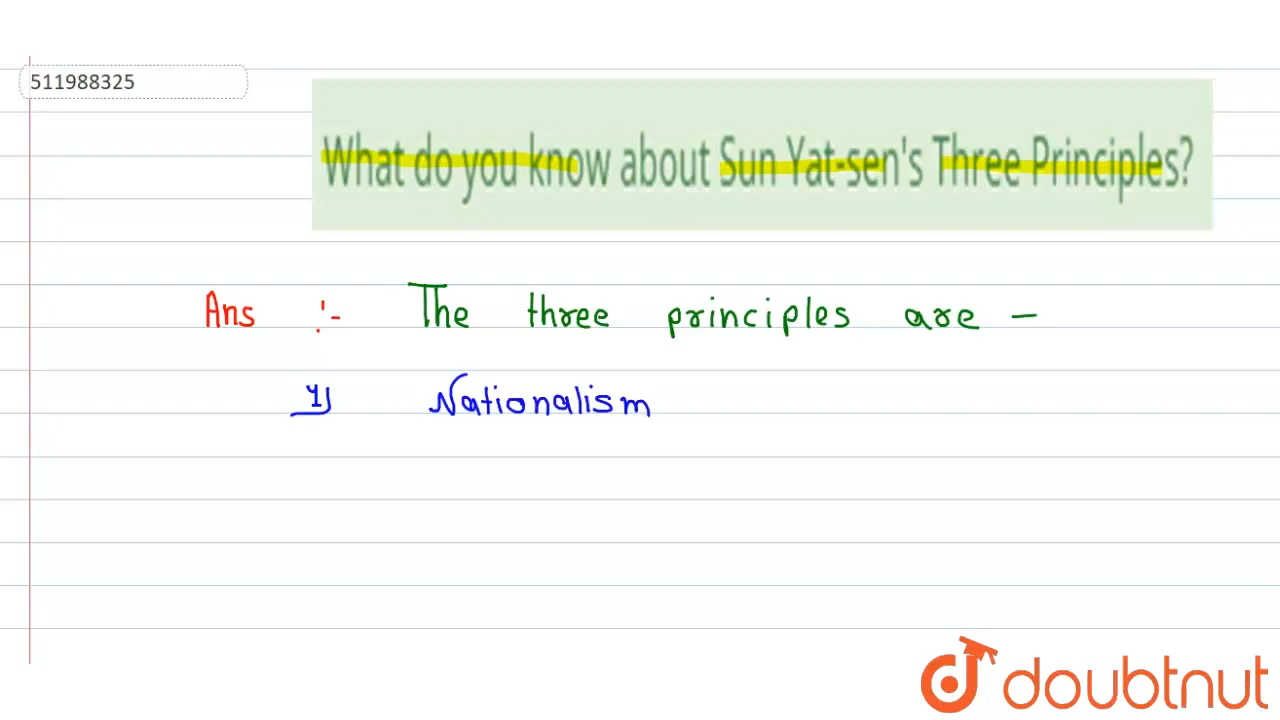 511988325
What do you know about Sun Yat-sen's Three Principles?
Ans :- The three principles are -
1) Nationalism
doubtnut